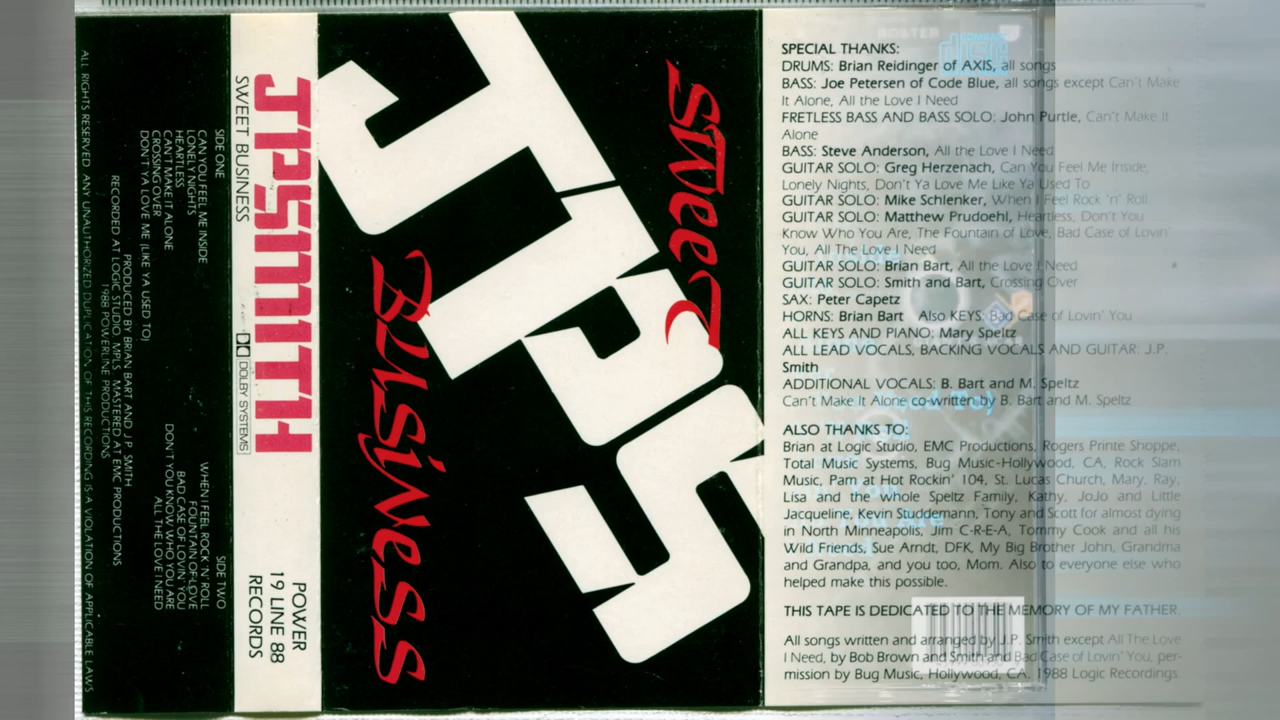 ALL RIGHTS RESERVED ANY UNAUTHORIZED DUPLICATION OF THIS RECORDING IS A VIOLATION OF APPLICABLE LAWS
SIDE ONE
CAN YOU FEEL ME INSIDE
LONELY NIGHTS
HEARTLESS
CAN'T MAKE IT ALONE
CROSSING OVER
DON'T YA LOVE ME (LIKE YA USED TO)
SIDE TWO
WHEN I FEEL ROCK 'N' ROLL
FOUNTAIN OF LOVE
BAD CASE OF LOVIN' YOU
DON'T YOU KNOW WHO YOU ARE
ALL THE LOVE I NEED
PRODUCED BY BRIAN BART AND J.P. SMITH
RECORDED AT LOGIC STUDIO, MPLS. MASTERED AT EMC PRODUCTIONS
1988 POWERLINE PRODUCTIONS
JPSMITH
SWEET BUSINESS
DOLBY SYSTEMS
POWER
19 LINE 88
RECORDS
JPS
SWeeT
BUSiNess
SPECIAL THANKS:
DRUMS: Brian Reidinger of AXIS, all songs
BASS: Joe Petersen of Code Blue, all songs except Can't Make
It Alone, All the Love I Need
FRETLESS BASS AND BASS SOLO: John Purtle, Can't Make It
Alone
BASS: Steve Anderson, All the Love I Need
GUITAR SOLO: Greg Herzenach, Can You Feel Me Inside,
Lonely Nights, Don't Ya Love Me Like Ya Used To
GUITAR SOLO: Mike Schlenker, When I Feel Rock 'n' Roll
GUITAR SOLO: Matthew Prudoehl, Heartless, Don't You
Know Who You Are, The Fountain of Love, Bad Case of Lovin'
You, All The Love I Need
GUITAR SOLO: Brian Bart, All the Love I Need
GUITAR SOLO: Smith and Bart, Crossing Over
SAX: Peter Capetz
HORNS: Brian Bart Also KEYS: Bad Case of Lovin' You
ALL KEYS AND PIANO: Mary Speltz
ALL LEAD VOCALS, BACKING VOCALS AND GUITAR: J.P.
Smith
ADDITIONAL VOCALS: B. Bart and M. Speltz
Can't Make It Alone co-written by B. Bart and M. Speltz
ALSO THANKS TO:
Brian at Logic Studio, EMC Productions, Rogers Printe Shoppe,
Total Music Systems, Bug Music-Hollywood, CA, Rock Slam
Music, Pam at Hot Rockin' 104, St. Lucas Church, Mary, Ray,
Lisa and the whole Speltz Family, Kathy, JoJo and Little
Jacqueline, Kevin Studdemann, Tony and Scott for almost dying
in North Minneapolis, Jim C-R-E-A, Tommy Cook and all his
Wild Friends, Sue Arndt, DFK, My Big Brother John, Grandma
and Grandpa, and you too, Mom. Also to everyone else who
helped make this possible.
THIS TAPE IS DEDICATED TO THE MEMORY OF MY FATHER.
All songs written and arranged by J.P. Smith except All The Love
I Need, by Bob Brown and Smith and Bad Case of Lovin' You, per-
mission by Bug Music, Hollywood, CA. 1988 Logic Recordings